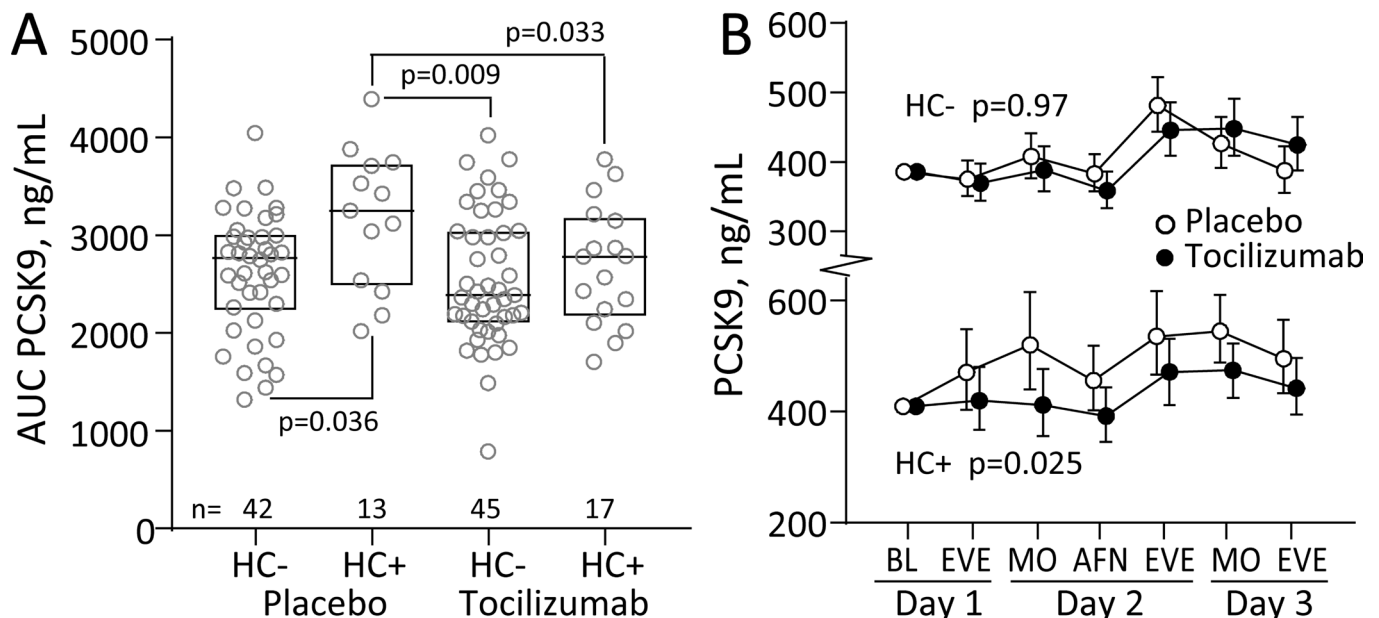 A
AUC PCSK9, ng/mL
5000
4000
3000
2000
1000
0
p=0.033
p=0.009
p=0.036
n= 42 13 45 17
HC- HC+ HC- HC+
Placebo Tocilizumab
B
PCSK9, ng/mL
600
500
400
300
600
400
200
HC- p=0.97
Placebo
Tocilizumab
HC+ p=0.025
BL EVE MO AFN EVE MO EVE
Day 1 Day 2 Day 3